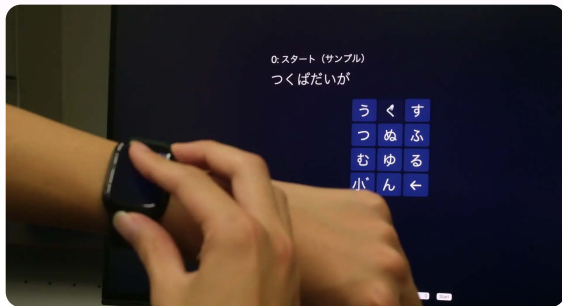 0: スタート（サンプル）
つくばだいが
う く す
つ ぬ ふ
む ゆ る
小゛ ん ←